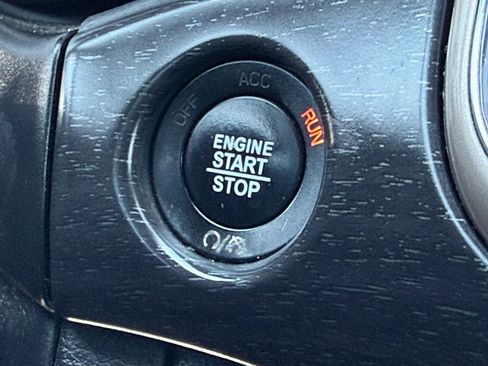 OFF ACC RUN
ENGINE
START
STOP